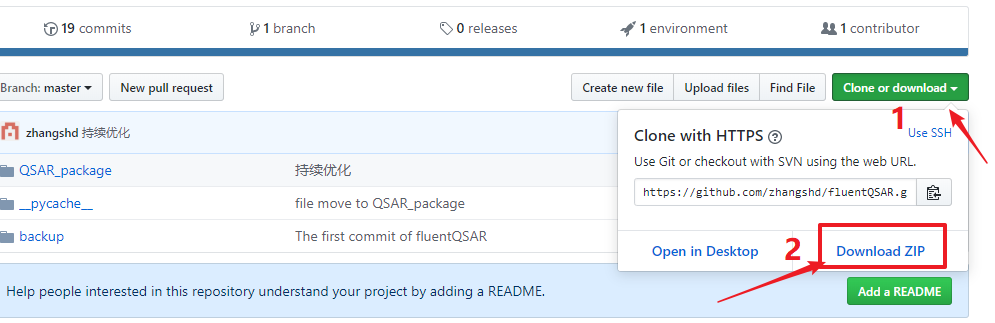 19 commits 1 branch 0 releases 1 environment 1 contributor
Branch: master New pull request Create new file Upload files Find File Clone or download
1
zhangshd 持续优化
Clone with HTTPS ? Use SSH
Use Git or checkout with SVN using the web URL.
QSAR_package 持续优化
https://github.com/zhangshd/fluentQSAR.g
__pycache__ file move to QSAR_package
backup The first commit of fluentQSAR
Open in Desktop 2 Download ZIP
Help people interested in this repository understand your project by adding a README. Add a README